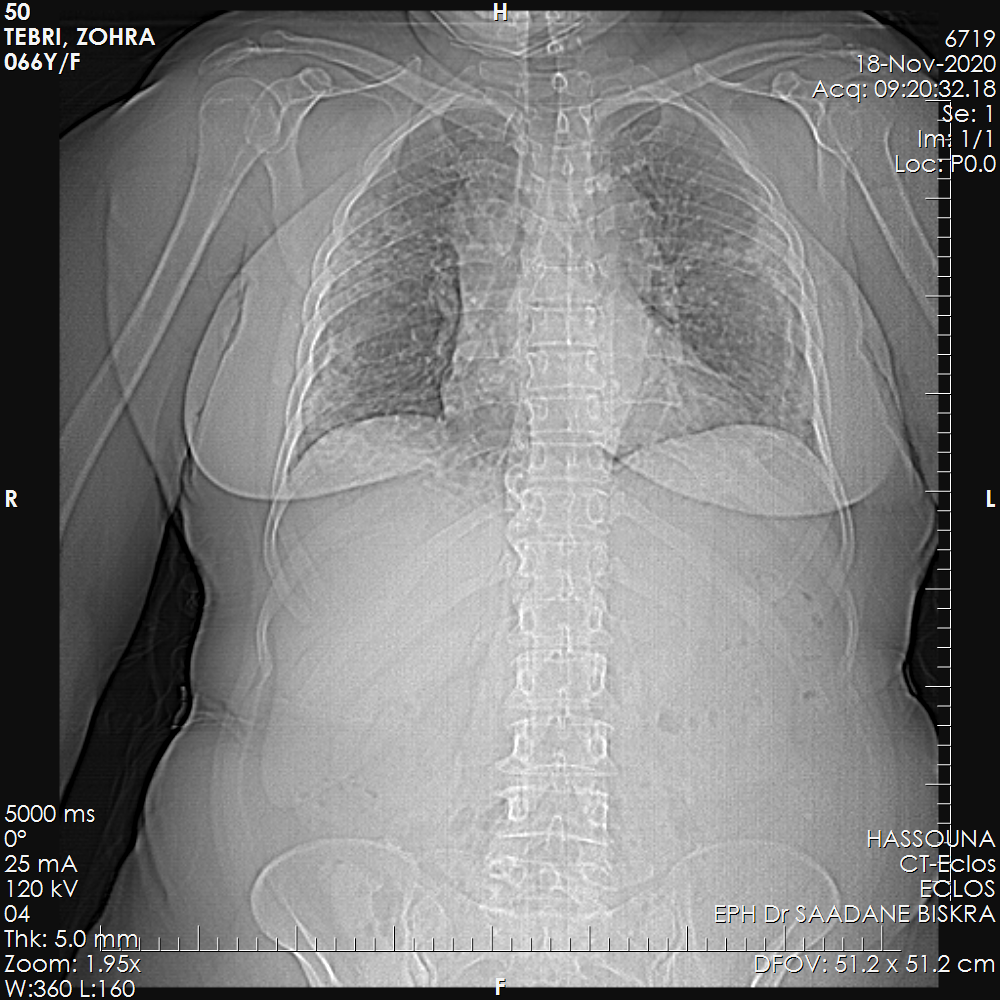 50
TEBRI, ZOHRA
066Y/F
H
6719
18-Nov-2020
Acq: 09:20:32.18
Se: 1
Im: 1/1
Loc: P0.0
R
L
5000 ms
0°
25 mA
120 kV
04
Thk: 5.0 mm
Zoom: 1.95x
W:360 L:160
F
HASSOUNA
CT-Eclos
ECLOS
EPH Dr SAADANE BISKRA
DFOV: 51.2 x 51.2 cm